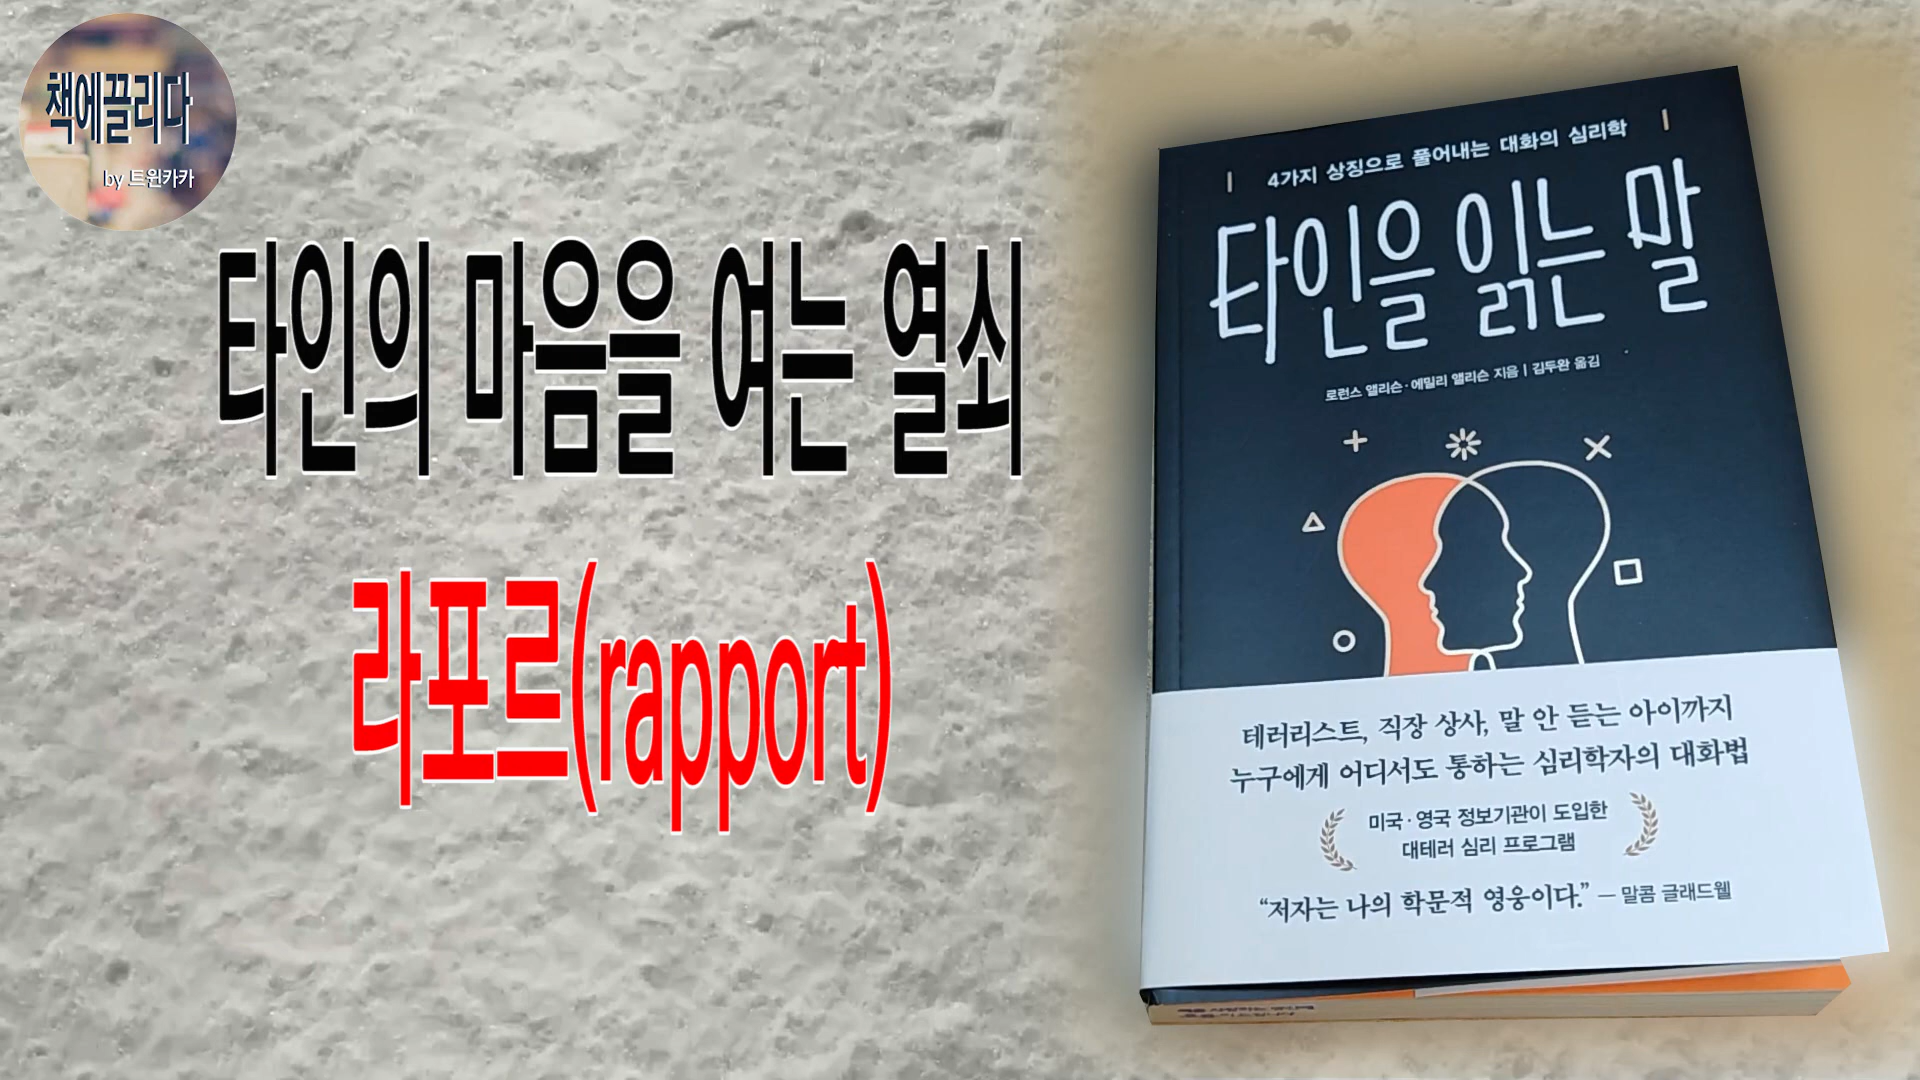 책에끌리다
by 트윈카카
타인의 마음을 여는 열쇠
라포르(rapport)
4가지 상징으로 풀어내는 대화의 심리학
타인을 읽는 말
로런스 앨리슨·에밀리 앨리슨 지음 | 김두완 옮김
테러리스트, 직장 상사, 말 안 듣는 아이까지
누구에게 어디서도 통하는 심리학자의 대화법
미국·영국 정보기관이 도입한
대테러 심리 프로그램
“저자는 나의 학문적 영웅이다.” — 말콤 글래드웰